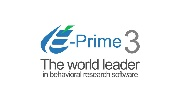 E-Prime 3
The world leader
in behavioral research software